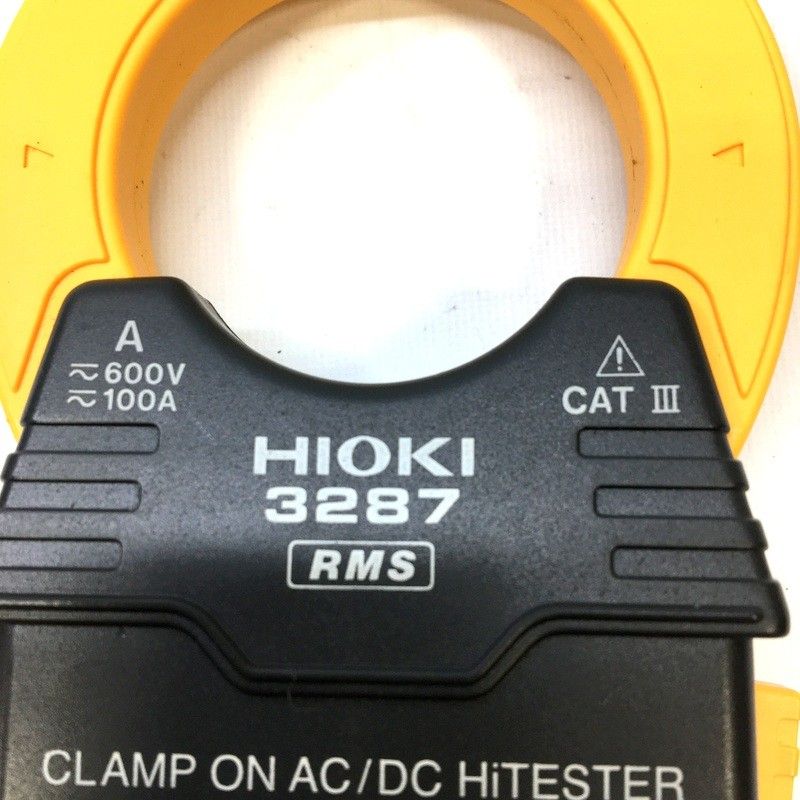 A
⎓~ 600V
⎓~ 100A
CAT III
HIOKI
3287
RMS
CLAMP ON AC/DC HiTESTER